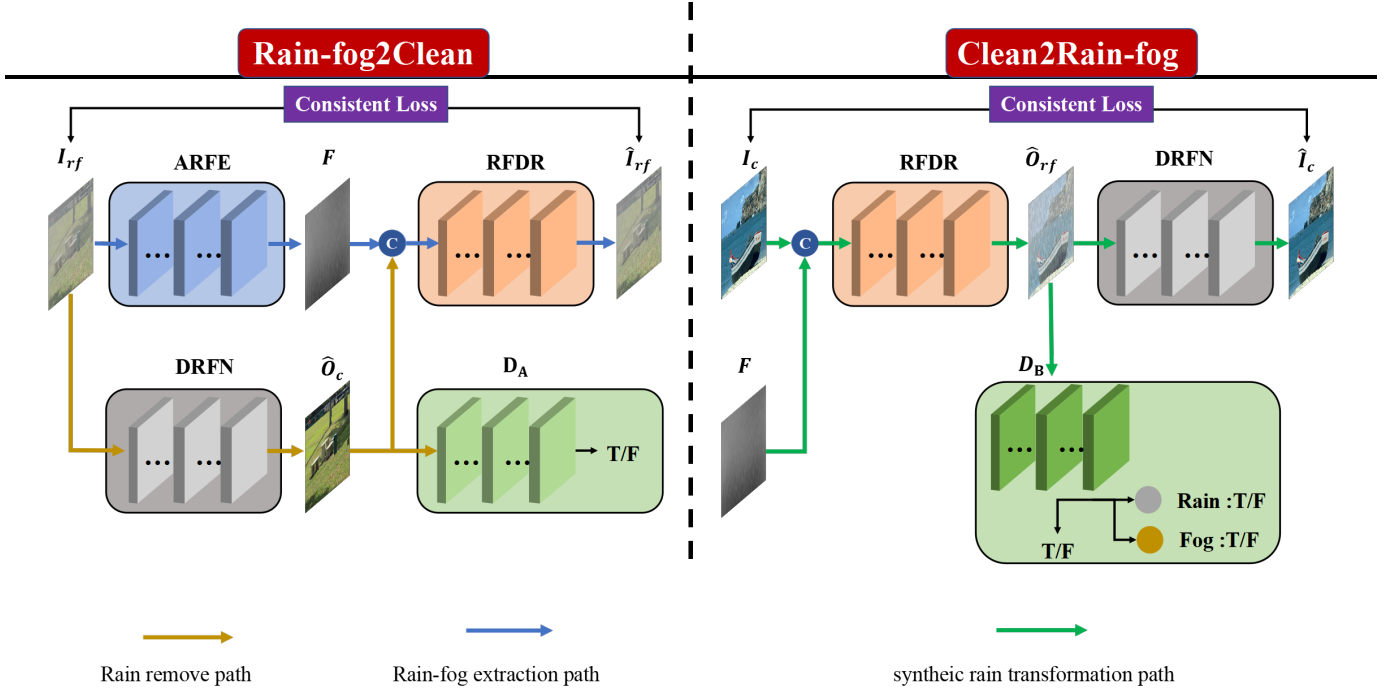 Rain-fog2Clean
Clean2Rain-fog
Consistent Loss
Consistent Loss
I_rf
ARFE
F
RFDR
Î_rf
I_c
RFDR
Ô_rf
DRFN
Î_c
C
C
DRFN
Ô_c
D_A
F
D_B
T/F
Rain :T/F
T/F
Fog :T/F
Rain remove path
Rain-fog extraction path
syntheic rain transformation path